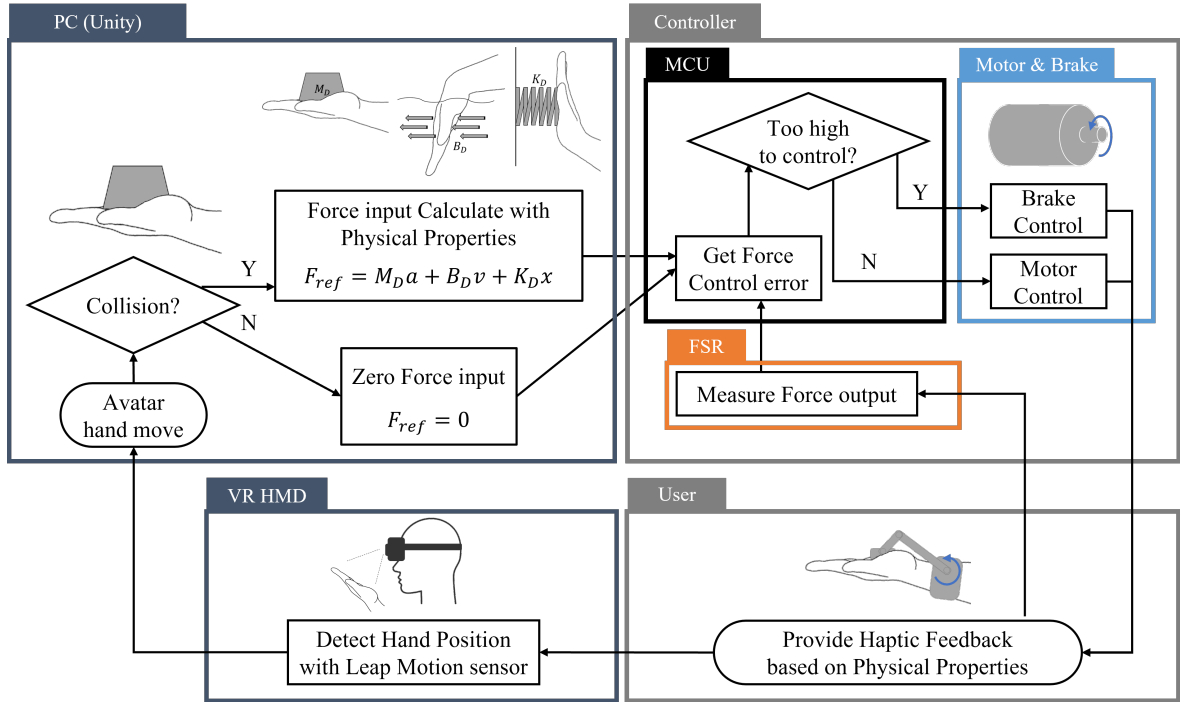 PC (Unity)
M_D
B_D
K_D
Collision?
Y
N
Force input Calculate with
Physical Properties
F_ref = M_D a + B_D v + K_D x
Zero Force input
F_ref = 0
Avatar
hand move
Controller
MCU
Too high
to control?
Y
N
Get Force
Control error
Motor & Brake
Brake
Control
Motor
Control
FSR
Measure Force output
VR HMD
Detect Hand Position
with Leap Motion sensor
User
Provide Haptic Feedback
based on Physical Properties